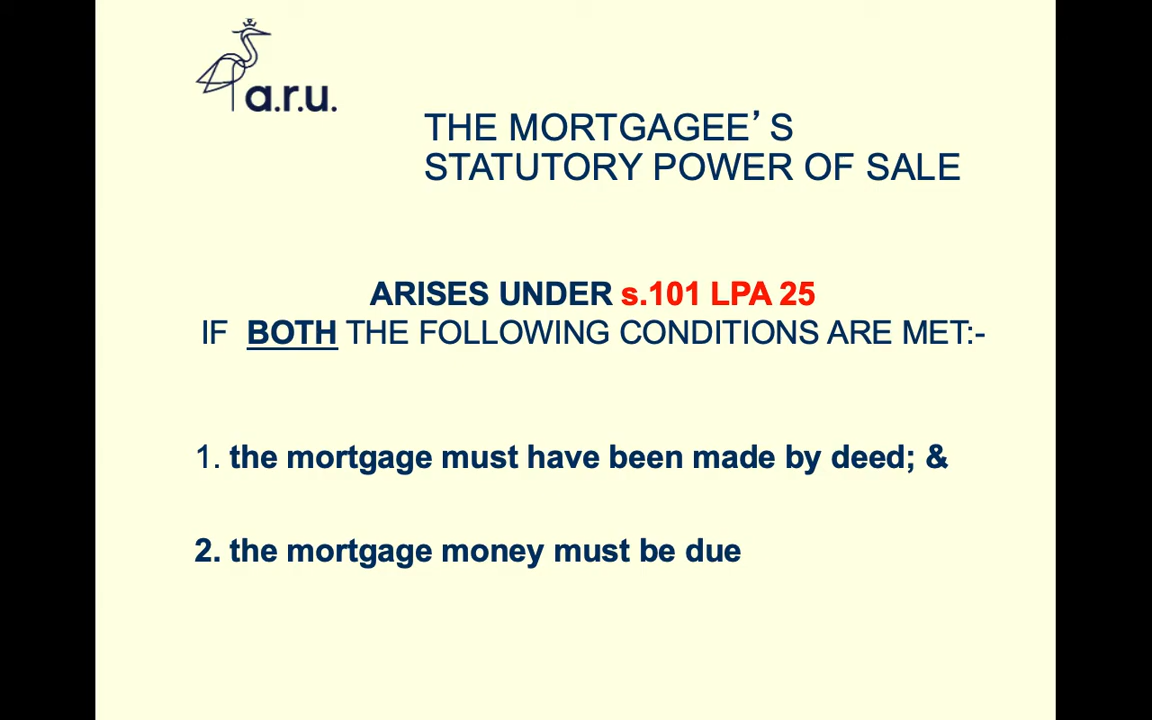 a.r.u.
THE MORTGAGEE’S
STATUTORY POWER OF SALE
ARISES UNDER s.101 LPA 25
IF BOTH THE FOLLOWING CONDITIONS ARE MET:-
1. the mortgage must have been made by deed; &
2. the mortgage money must be due